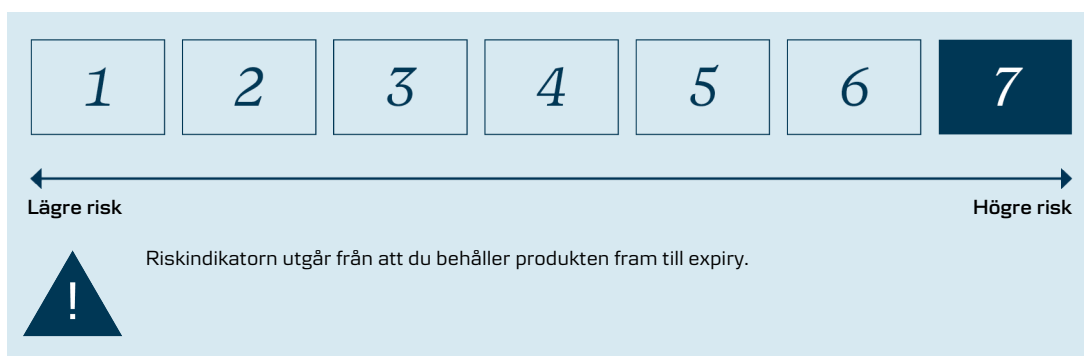 1 2 3 4 5 6 7
Lägre risk Högre risk
Riskindikatorn utgår från att du behåller produkten fram till expiry.
!